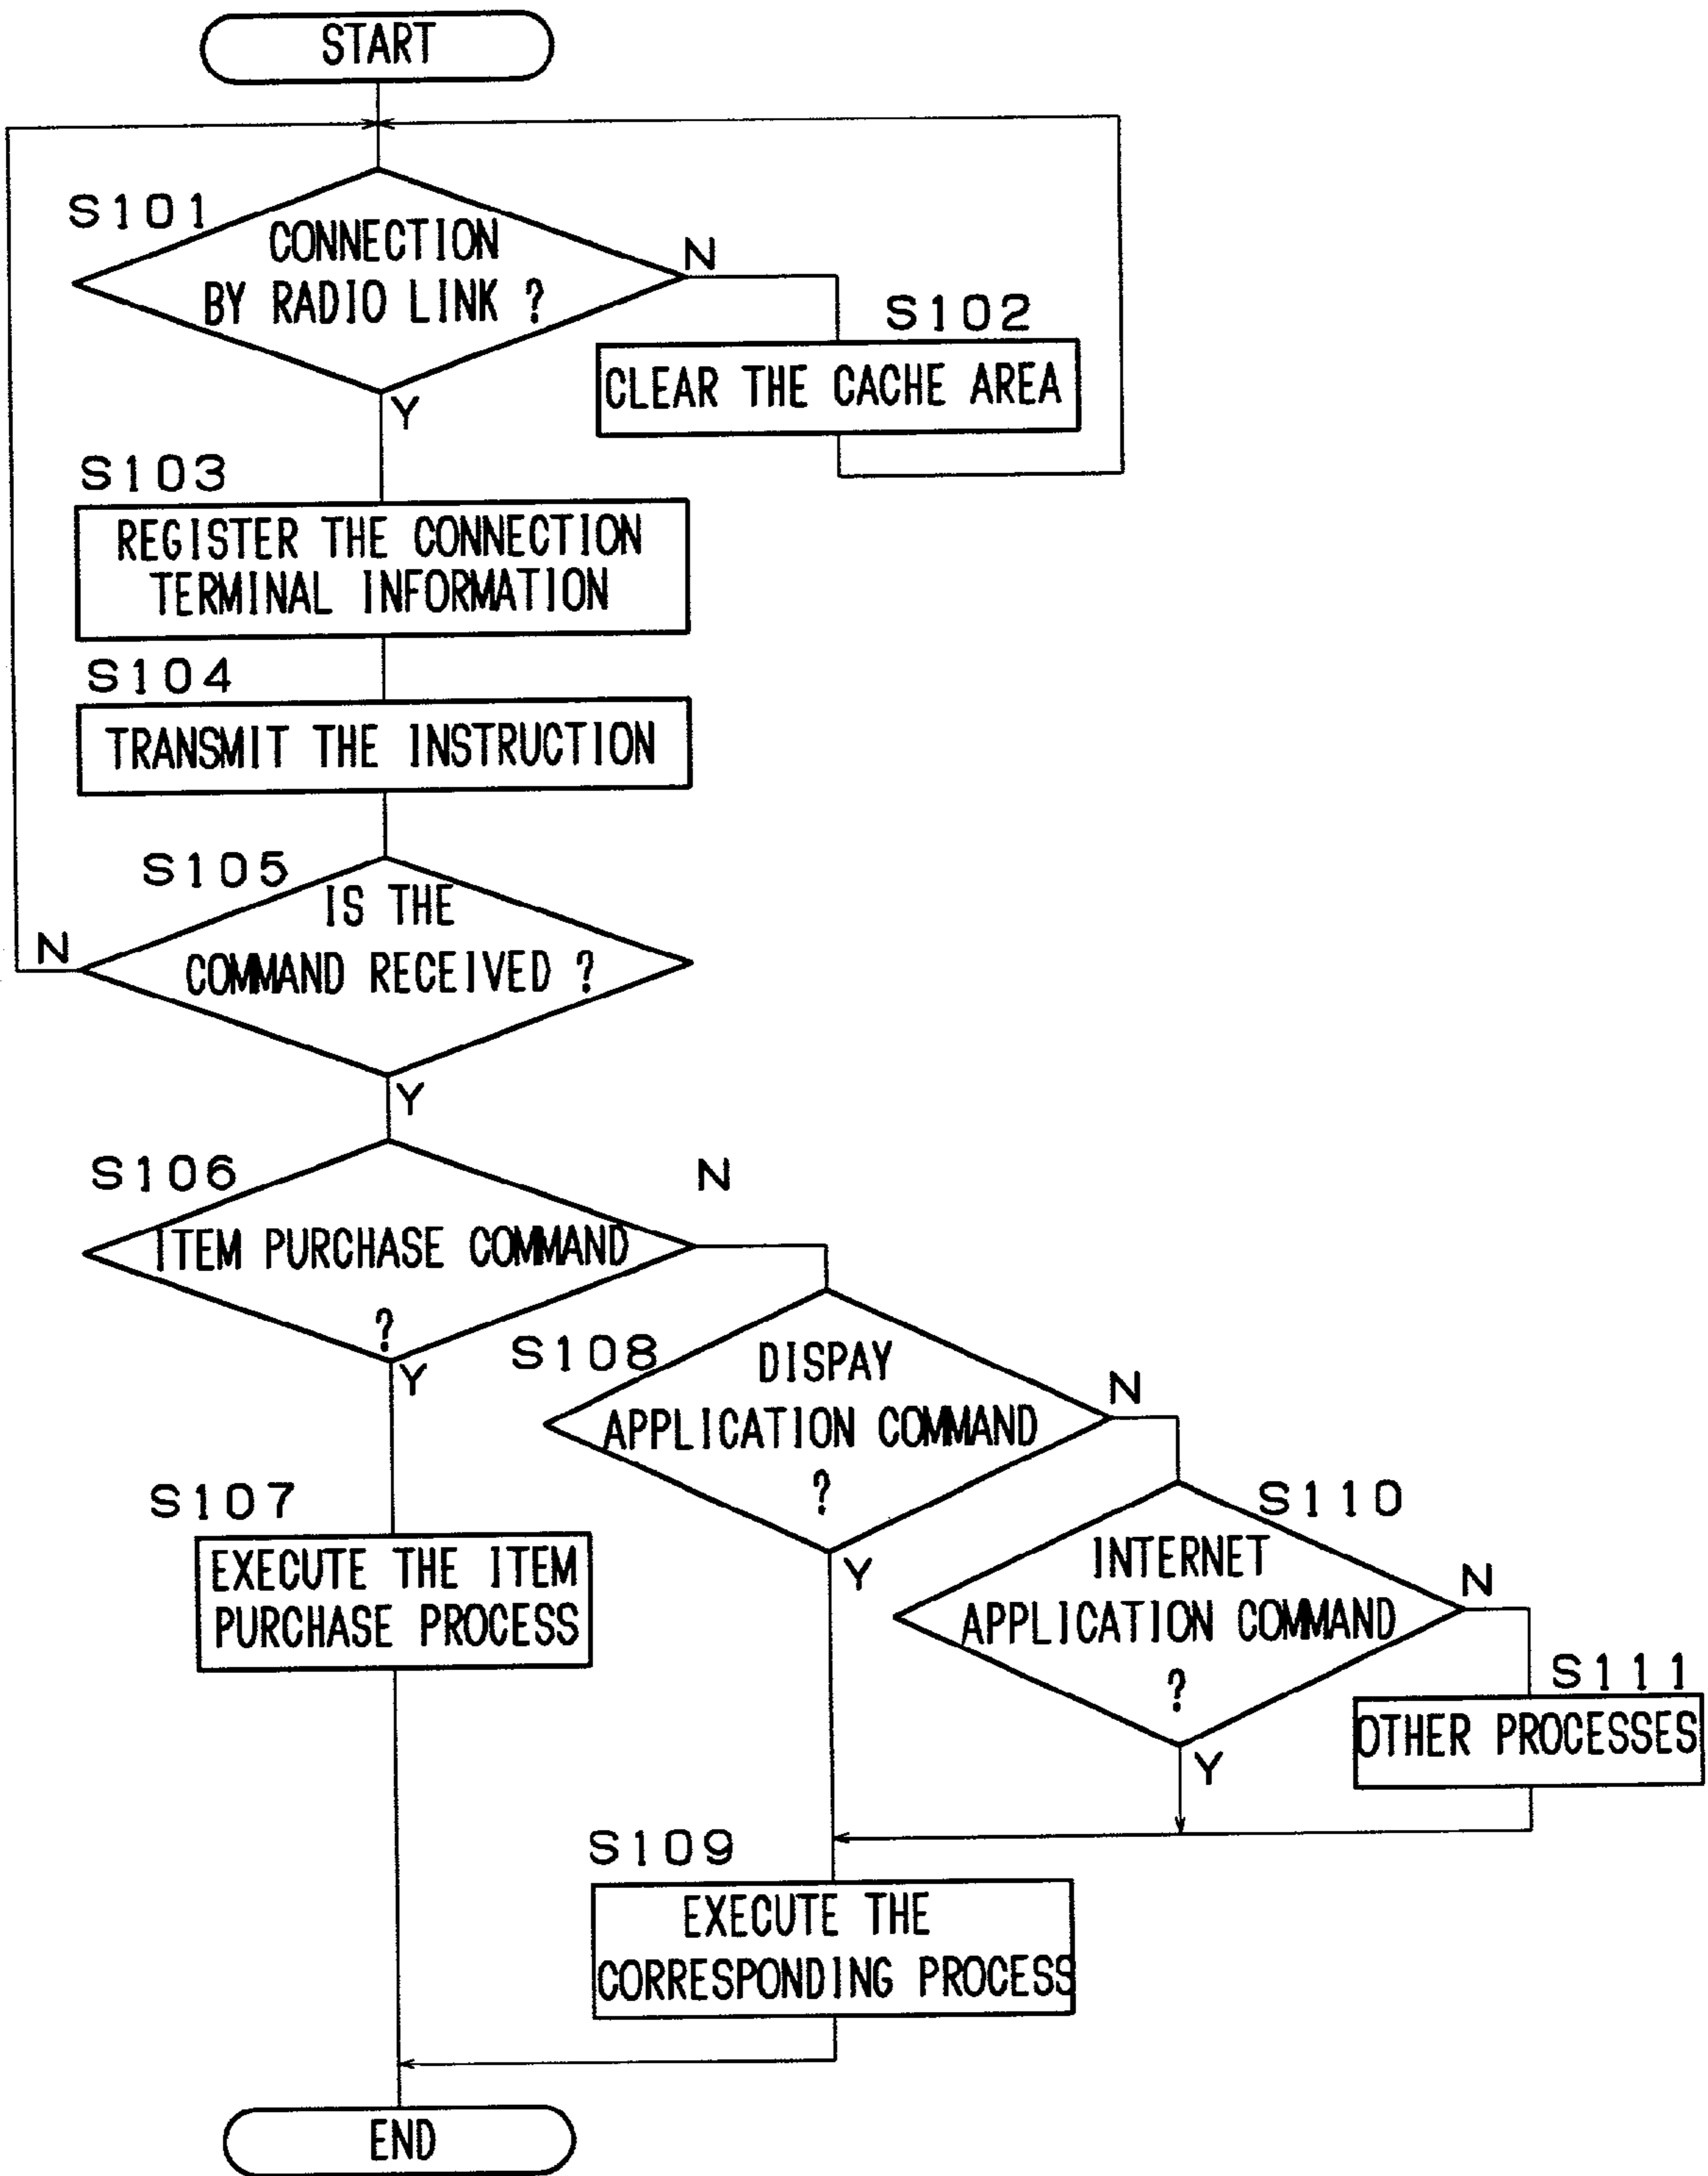 START
S101
CONNECTION
BY RADIO LINK ?
N
S102
CLEAR THE CACHE AREA
Y
S103
REGISTER THE CONNECTION
TERMINAL INFORMATION
S104
TRANSMIT THE INSTRUCTION
S105
IS THE
COMMAND RECEIVED ?
N
Y
S106
N
ITEM PURCHASE COMMAND
?
Y
S108
DISPAY
APPLICATION COMMAND
?
N
Y
S107
EXECUTE THE ITEM
PURCHASE PROCESS
S110
INTERNET
APPLICATION COMMAND
?
N
Y
S111
OTHER PROCESSES
S109
EXECUTE THE
CORRESPONDING PROCESS
END